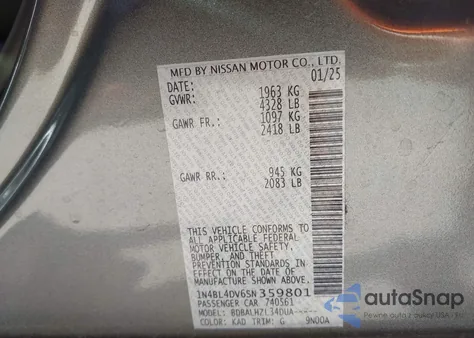 MFD BY NISSAN MOTOR CO., LTD.
DATE: 01/25
GVWR: 1963 KG
4328 LB
GAWR FR.: 1097 KG
2418 LB
GAWR RR.: 945 KG
2083 LB
THIS VEHICLE CONFORMS TO
ALL APPLICABLE FEDERAL
MOTOR VEHICLE SAFETY,
BUMPER, AND THEFT
PREVENTION STANDARDS IN
EFFECT ON THE DATE OF
MANUFACTURE SHOWN ABOVE.
1N4BL4DV6SN359801
PASSENGER CAR 740561
MODEL: BDBALHZL34DUA-----
COLOR: KAD TRIM: G 9N00A
autoSnap